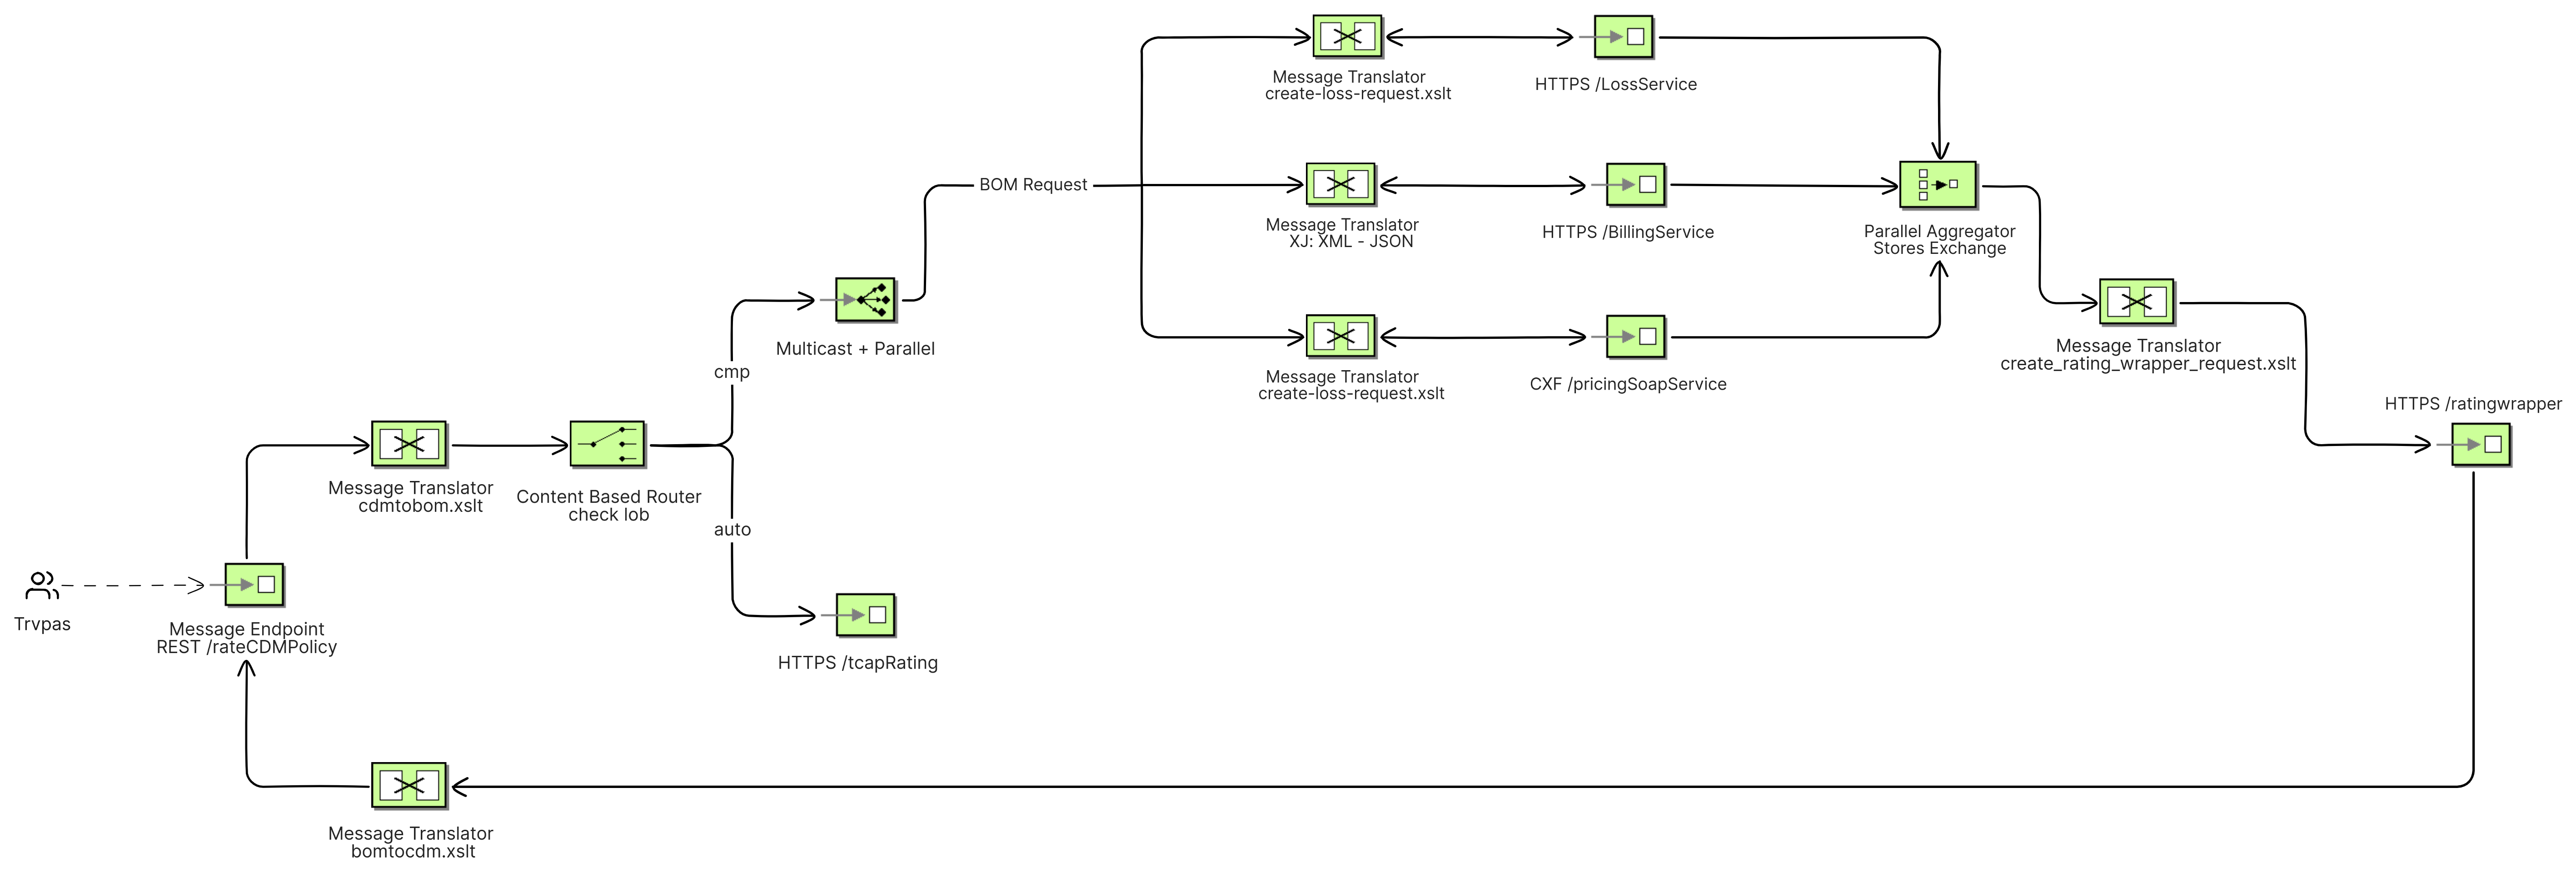 Message Translator
create-loss-request.xslt
HTTPS /LossService
BOM Request
Message Translator
XJ: XML - JSON
HTTPS /BillingService
Parallel Aggregator
Stores Exchange
Multicast + Parallel
Message Translator
create-loss-request.xslt
CXF /pricingSoapService
Message Translator
create_rating_wrapper_request.xslt
HTTPS /ratingwrapper
cmp
Message Translator
cdmtobom.xslt
Content Based Router
check lob
auto
Trvpas
Message Endpoint
REST /rateCDMPolicy
HTTPS /tcapRating
Message Translator
bomtocdm.xslt